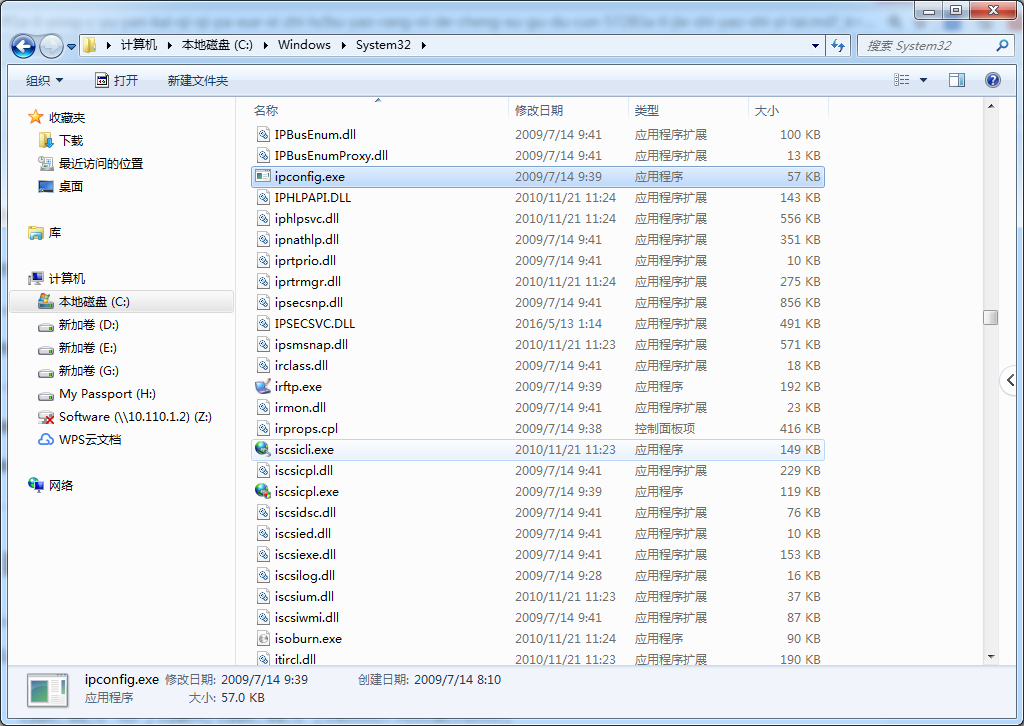 计算机 本地磁盘 (C:) Windows System32 搜索 System32
组织 打开 新建文件夹
收藏夹
下载
最近访问的位置
桌面
库
计算机
本地磁盘 (C:)
新加卷 (D:)
新加卷 (E:)
新加卷 (G:)
My Passport (H:)
Software (\\10.110.1.2) (Z:)
WPS云文档
网络
名称 修改日期 类型 大小
IPBusEnum.dll 2009/7/14 9:41 应用程序扩展 100 KB
IPBusEnumProxy.dll 2009/7/14 9:41 应用程序扩展 13 KB
ipconfig.exe 2009/7/14 9:39 应用程序 57 KB
IPHLPAPI.DLL 2010/11/21 11:24 应用程序扩展 143 KB
iphlpsvc.dll 2010/11/21 11:24 应用程序扩展 556 KB
ipnathlp.dll 2009/7/14 9:41 应用程序扩展 351 KB
iprtprio.dll 2009/7/14 9:41 应用程序扩展 10 KB
iprtrmgr.dll 2010/11/21 11:24 应用程序扩展 275 KB
ipsecsnp.dll 2009/7/14 9:41 应用程序扩展 856 KB
IPSECSVC.DLL 2016/5/13 1:14 应用程序扩展 491 KB
ipsmsnap.dll 2010/11/21 11:23 应用程序扩展 571 KB
irclass.dll 2009/7/14 9:41 应用程序扩展 18 KB
irftp.exe 2009/7/14 9:39 应用程序 192 KB
irmon.dll 2009/7/14 9:41 应用程序扩展 23 KB
irprops.cpl 2009/7/14 9:38 控制面板项 416 KB
iscsicli.exe 2010/11/21 11:23 应用程序 149 KB
iscsicpl.dll 2009/7/14 9:41 应用程序扩展 229 KB
iscsicpl.exe 2009/7/14 9:39 应用程序 119 KB
iscsidsc.dll 2009/7/14 9:41 应用程序扩展 76 KB
iscsied.dll 2009/7/14 9:41 应用程序扩展 10 KB
iscsiexe.dll 2009/7/14 9:41 应用程序扩展 153 KB
iscsilog.dll 2009/7/14 9:28 应用程序扩展 16 KB
iscsium.dll 2010/11/21 11:23 应用程序扩展 37 KB
iscsiwmi.dll 2009/7/14 9:41 应用程序扩展 87 KB
isoburn.exe 2010/11/21 11:24 应用程序 90 KB
itircl.dll 2010/11/21 11:23 应用程序扩展 190 KB
ipconfig.exe 修改日期: 2009/7/14 9:39 创建日期: 2009/7/14 8:10
应用程序 大小: 57.0 KB